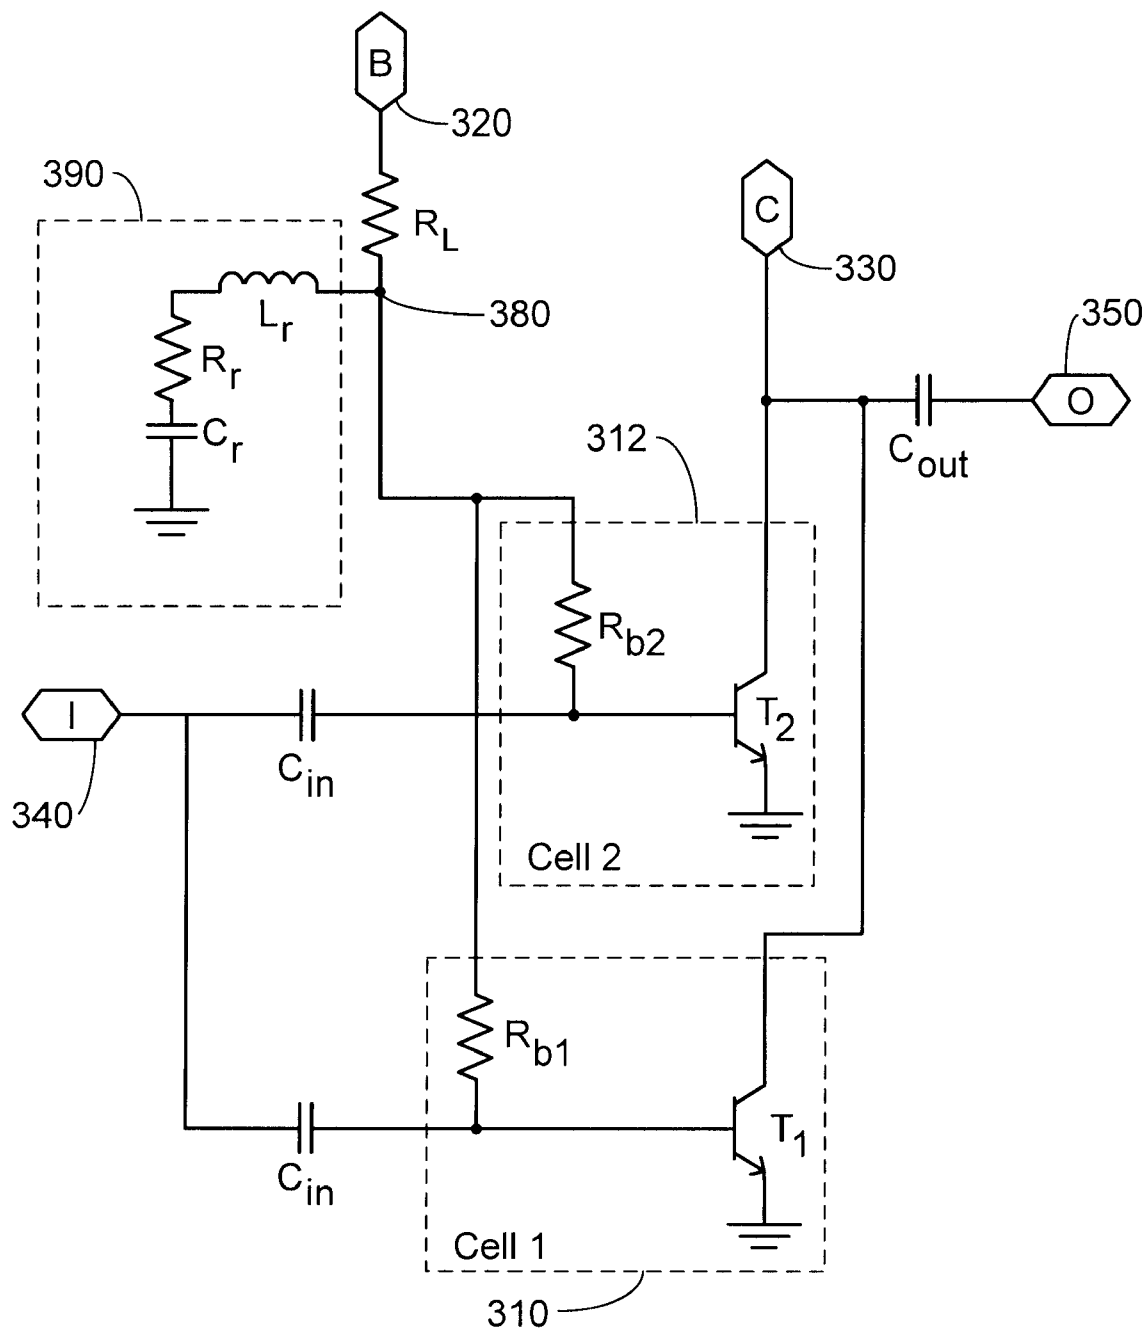 B
320
390
R_L
C
330
L_r
380
350
R_r
O
C_r
312
C_out
R_b2
I
T_2
C_in
340
Cell 2
R_b1
T_1
C_in
Cell 1
310